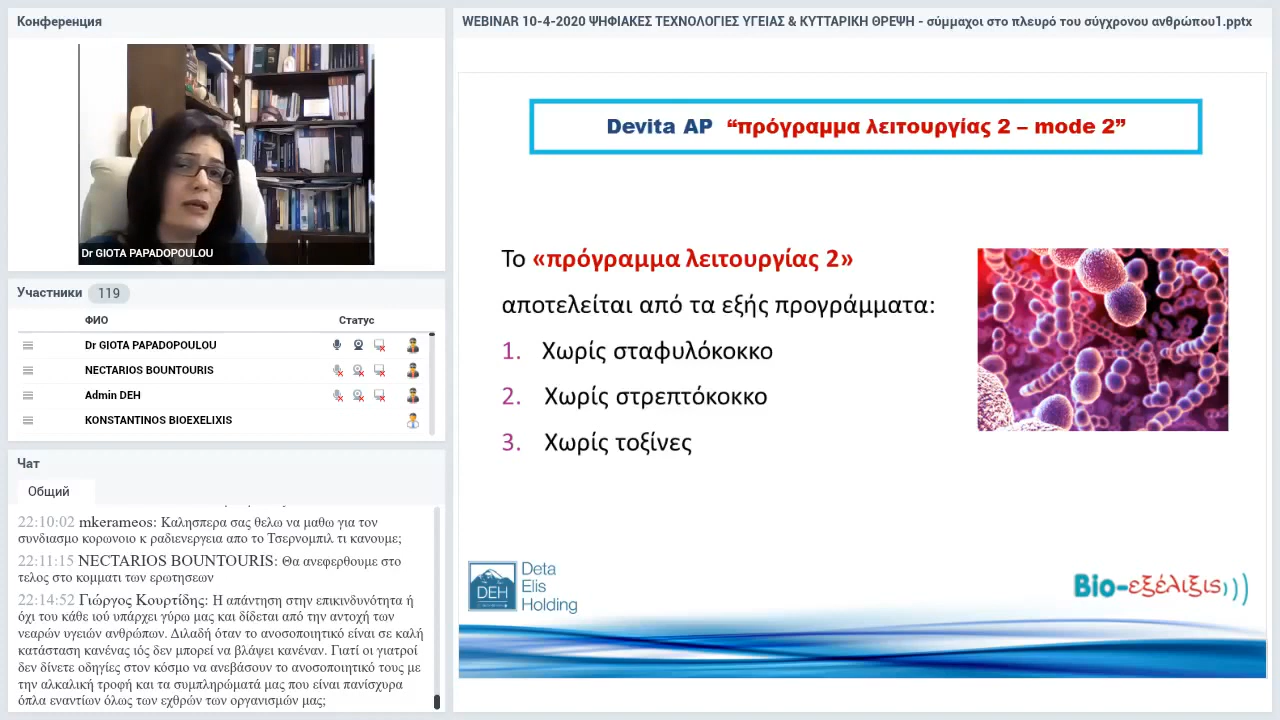 Конференция
Dr GIOTA PAPADOPOULOU
Участники 119
ФИО Статус
Dr GIOTA PAPADOPOULOU
NECTARIOS BOUNTOURIS
Admin DEH
KONSTANTINOS BIOEXELIXIS
Чат
Общий
22:10:02 mkerameos: Καλησπερα σας θελω να μαθω για τον
συνδιασμο κορωνοιο κ ραδιενεργεια απο το Τσερνομπιλ τι κανουμε;
22:11:15 NECTARIOS BOUNTOURIS: Θα ανεφερθουμε στο
τελος στο κομματι των ερωτησεων
22:14:52 Γιώργος Κουρτίδης: Η απάντηση στην επικινδυνότητα ή
όχι του κάθε ιού υπάρχει γύρω μας και δίδεται από την αντοχή των
νεαρών υγειών ανθρώπων. Διλαδή όταν το ανοσοποιητικό είναι σε καλή
κατάσταση κανένας ιός δεν μπορεί να βλάψει κανέναν. Γιατί οι γιατροί
δεν δίνετε οδηγίες στον κόσμο να ανεβάσουν το ανοσοποιητικό τους με
την αλκαλική τροφή και τα συμπληρώματά μας που είναι πανίσχυρα
όπλα εναντίων όλως των εχθρών των οργανισμών μας;
WEBINAR 10-4-2020 ΨΗΦΙΑΚΕΣ ΤΕΧΝΟΛΟΓΙΕΣ ΥΓΕΙΑΣ & ΚΥΤΤΑΡΙΚΗ ΘΡΕΨΗ - σύμμαχοι στο πλευρό του σύγχρονου ανθρώπου1.pptx
Devita AP “πρόγραμμα λειτουργίας 2 – mode 2”
Το «πρόγραμμα λειτουργίας 2»
αποτελείται από τα εξής προγράμματα:
1. Χωρίς σταφυλόκοκκο
2. Χωρίς στρεπτόκοκκο
3. Χωρίς τοξίνες
DEH
Deta
Elis
Holding
Bio-εξέλιξις